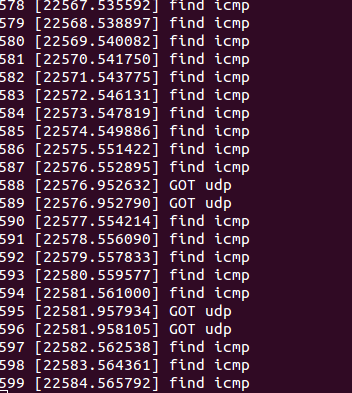 578 [22567.535592] find icmp
579 [22568.538897] find icmp
580 [22569.540082] find icmp
581 [22570.541750] find icmp
582 [22571.543775] find icmp
583 [22572.546131] find icmp
584 [22573.547819] find icmp
585 [22574.549886] find icmp
586 [22575.551422] find icmp
587 [22576.552895] find icmp
588 [22576.952632] GOT udp
589 [22576.952790] GOT udp
590 [22577.554214] find icmp
591 [22578.556090] find icmp
592 [22579.557833] find icmp
593 [22580.559577] find icmp
594 [22581.561000] find icmp
595 [22581.957934] GOT udp
596 [22581.958105] GOT udp
597 [22582.562538] find icmp
598 [22583.564361] find icmp
599 [22584.565792] find icmp